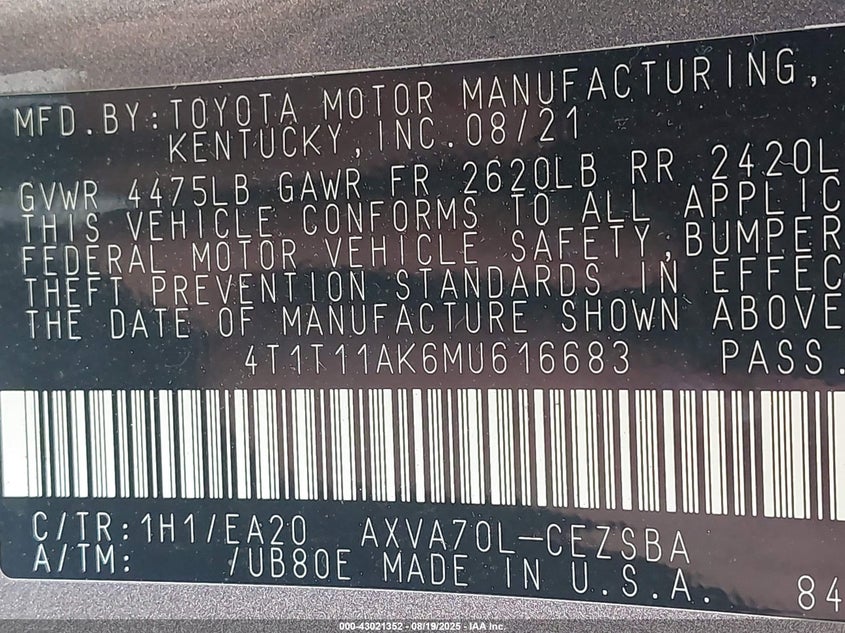 MFD.BY:TOYOTA MOTOR MANUFACTURING,
KENTUCKY,INC.08/21
GVWR 4475LB GAWR FR 2620LB RR 2420L
THIS VEHICLE CONFORMS TO ALL APPLIC
FEDERAL MOTOR VEHICLE SAFETY,BUMPER
THEFT PREVENTION STANDARDS IN EFFEC
THE DATE OF MANUFACTURE SHOWN ABOVE
4T1T11AK6MU616683 PASS.
C/TR:1H1/EA20 AXVA70L-CEZSBA
A/TM: /UB80E MADE IN U.S.A. 84
000-43021352 - 08/19/2025 - IAA Inc.